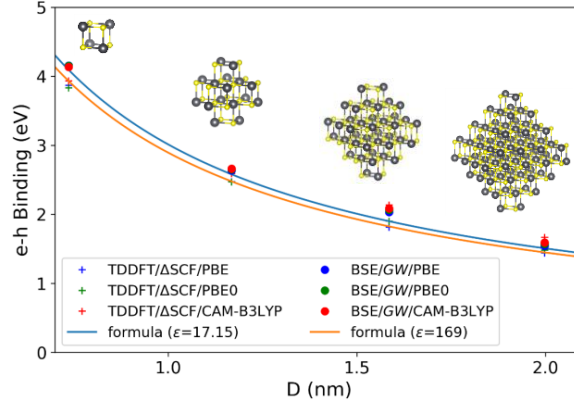 5
4
3
2
1
0
e-h Binding (eV)
TDDFT/ΔSCF/PBE
TDDFT/ΔSCF/PBE0
TDDFT/ΔSCF/CAM-B3LYP
formula (ε=17.15)
BSE/GW/PBE
BSE/GW/PBE0
BSE/GW/CAM-B3LYP
formula (ε=169)
1.0 1.5 2.0
D (nm)